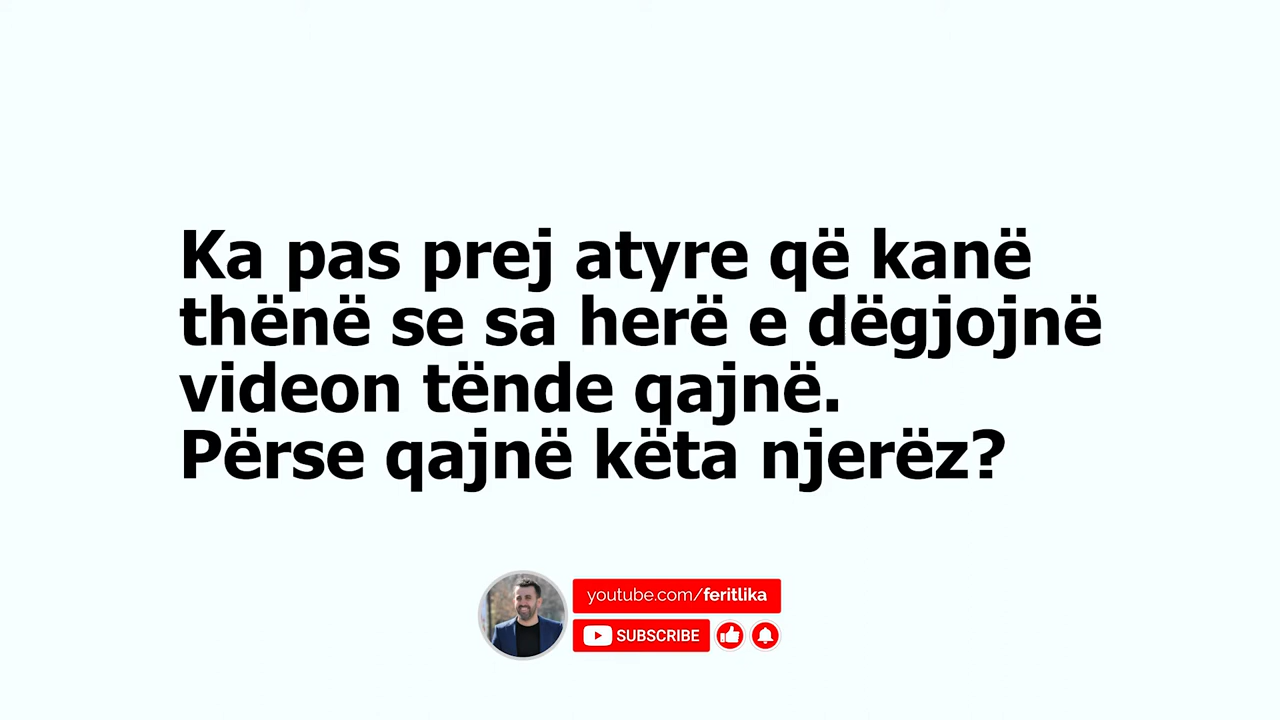 Ka pas prej atyre që kanë
thënë se sa herë e dëgjojnë
videon tënde qajnë.
Përse qajnë këta njerëz?
youtube.com/feritlika
SUBSCRIBE